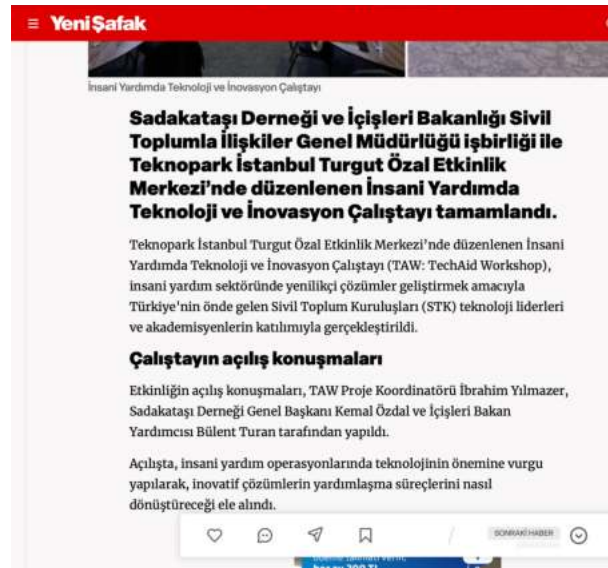 YeniŞafak
İnsani Yardımda Teknoloji ve İnovasyon Çalıştayı
Sadakataşı Derneği ve İçişleri Bakanlığı Sivil
Toplumla İlişkiler Genel Müdürlüğü işbirliği ile
Teknopark İstanbul Turgut Özal Etkinlik
Merkezi’nde düzenlenen İnsani Yardımda
Teknoloji ve İnovasyon Çalıştayı tamamlandı.
Teknopark İstanbul Turgut Özal Etkinlik Merkezi’nde düzenlenen İnsani
Yardımda Teknoloji ve İnovasyon Çalıştayı (TAW: TechAid Workshop),
insani yardım sektöründe yenilikçi çözümler geliştirmek amacıyla
Türkiye'nin önde gelen Sivil Toplum Kuruluşları (STK) teknoloji liderleri
ve akademisyenlerin katılımıyla gerçekleştirildi.
Çalıştayın açılış konuşmaları
Etkinliğin açılış konuşmaları, TAW Proje Koordinatörü İbrahim Yılmazer,
Sadakataşı Derneği Genel Başkanı Kemal Özdal ve İçişleri Bakan
Yardımcısı Bülent Turan tarafından yapıldı.
Açılışta, insani yardım operasyonlarında teknolojinin önemine vurgu
yapılarak, inovatif çözümlerin yardımlaşma süreçlerini nasıl
dönüştüreceği ele alındı.
SONRAKİ HABER